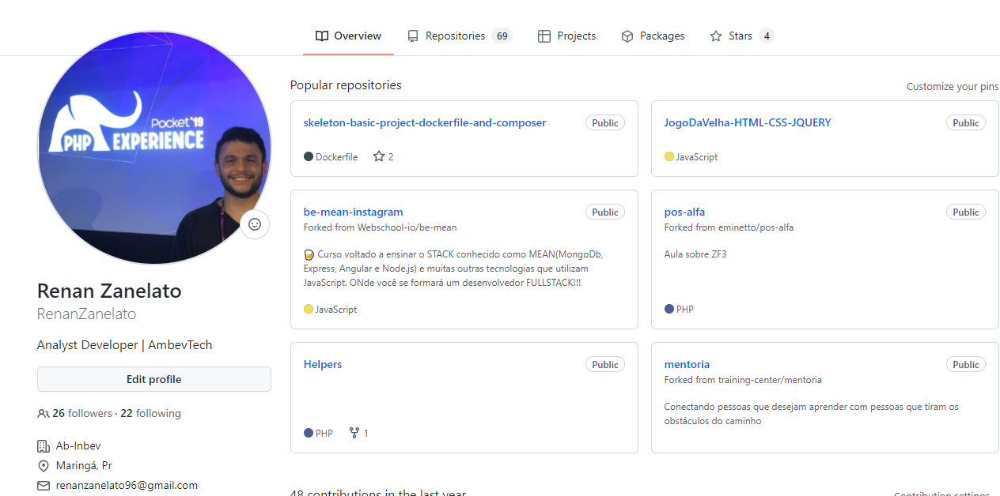 Overview
Repositories 69
Projects
Packages
Stars 4
Pocket'19
PHP EXPERIENCE
Renan Zanelato
RenanZanelato
Analyst Developer | AmbevTech
Edit profile
26 followers · 22 following
Ab-Inbev
Maringá, Pr
renanzanelato96@gmail.com
Popular repositories
Customize your pins
skeleton-basic-project-dockerfile-and-composer
Public
Dockerfile 2
JogoDaVelha-HTML-CSS-JQUERY
Public
JavaScript
be-mean-instagram
Public
Forked from Webschool-io/be-mean
Curso voltado a ensinar o STACK conhecido como MEAN(MongoDb,
Express, Angular e Node.js) e muitas outras tecnologias que utilizam
JavaScript. ONde você se formará um desenvolvedor FULLSTACK!!!
JavaScript
pos-alfa
Public
Forked from eminetto/pos-alfa
Aula sobre ZF3
PHP
Helpers
Public
PHP 1
mentoria
Public
Forked from training-center/mentoria
Conectando pessoas que desejam aprender com pessoas que tiram os
obstáculos do caminho
48 contributions in the last year
Contribution settings